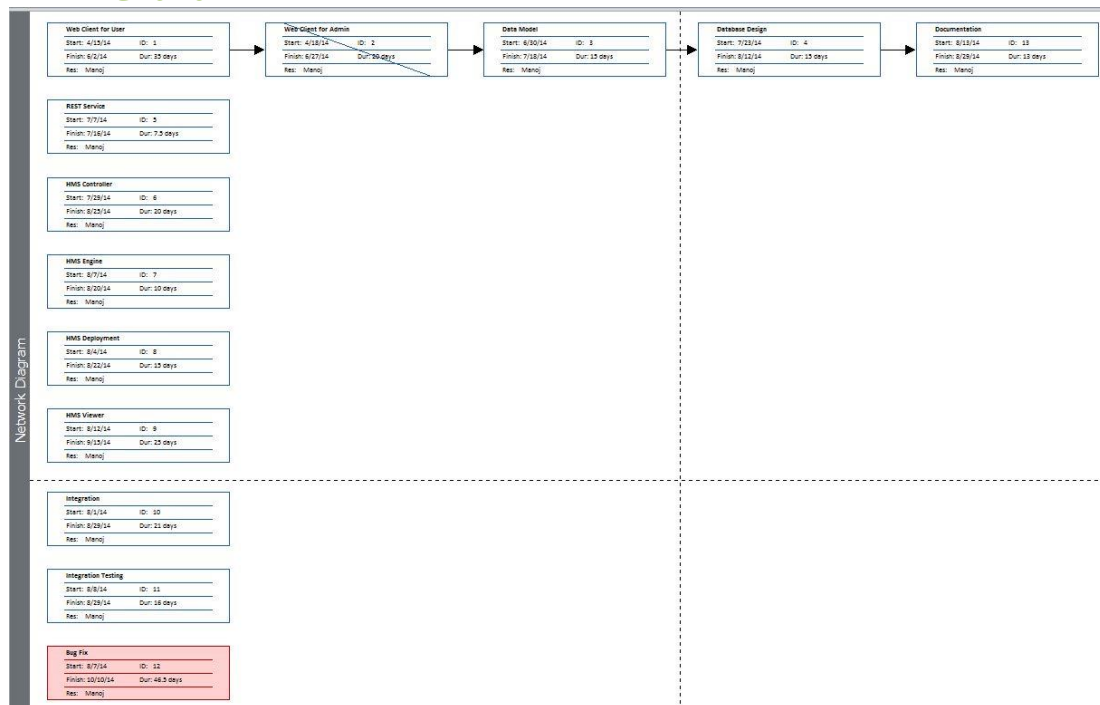 Network Diagram
Web Client for User
Start: 4/15/14 ID: 1
Finish: 6/2/14 Dur: 35 days
Res: Manoj
Web Client for Admin
Start: 4/18/14 ID: 2
Finish: 6/27/14 Dur: 20 days
Res: Manoj
Data Model
Start: 6/30/14 ID: 3
Finish: 7/18/14 Dur: 15 days
Res: Manoj
Database Design
Start: 7/23/14 ID: 4
Finish: 8/12/14 Dur: 15 days
Res: Manoj
Documentation
Start: 8/13/14 ID: 13
Finish: 8/29/14 Dur: 13 days
Res: Manoj
REST Service
Start: 7/7/14 ID: 5
Finish: 7/16/14 Dur: 7.5 days
Res: Manoj
HMS Controller
Start: 7/29/14 ID: 6
Finish: 8/25/14 Dur: 20 days
Res: Manoj
HMS Engine
Start: 8/7/14 ID: 7
Finish: 8/20/14 Dur: 10 days
Res: Manoj
HMS Deployment
Start: 8/4/14 ID: 8
Finish: 8/22/14 Dur: 15 days
Res: Manoj
HMS Viewer
Start: 8/12/14 ID: 9
Finish: 9/15/14 Dur: 25 days
Res: Manoj
Integration
Start: 8/1/14 ID: 10
Finish: 8/29/14 Dur: 21 days
Res: Manoj
Integration Testing
Start: 8/8/14 ID: 11
Finish: 8/29/14 Dur: 16 days
Res: Manoj
Bug Fix
Start: 8/7/14 ID: 12
Finish: 10/10/14 Dur: 46.5 days
Res: Manoj